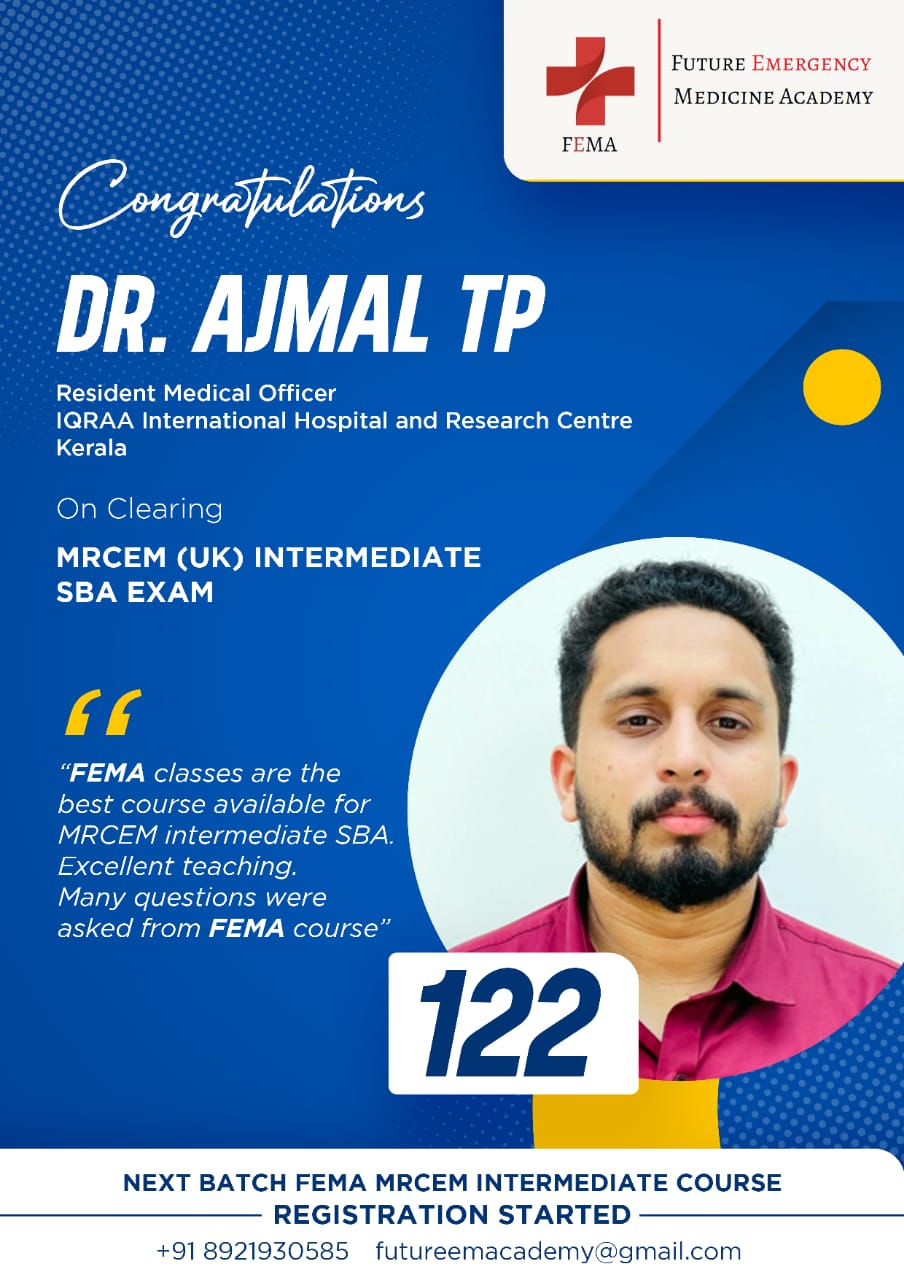 FUTURE EMERGENCY
MEDICINE ACADEMY
FEMA
Congratulations
DR. AJMAL TP
Resident Medical Officer
IQRAA International Hospital and Research Centre
Kerala
On Clearing
MRCEM (UK) INTERMEDIATE
SBA EXAM
“FEMA classes are the
best course available for
MRCEM intermediate SBA.
Excellent teaching.
Many questions were
asked from FEMA course”
122
NEXT BATCH FEMA MRCEM INTERMEDIATE COURSE
REGISTRATION STARTED
+91 8921930585 futureemacademy@gmail.com